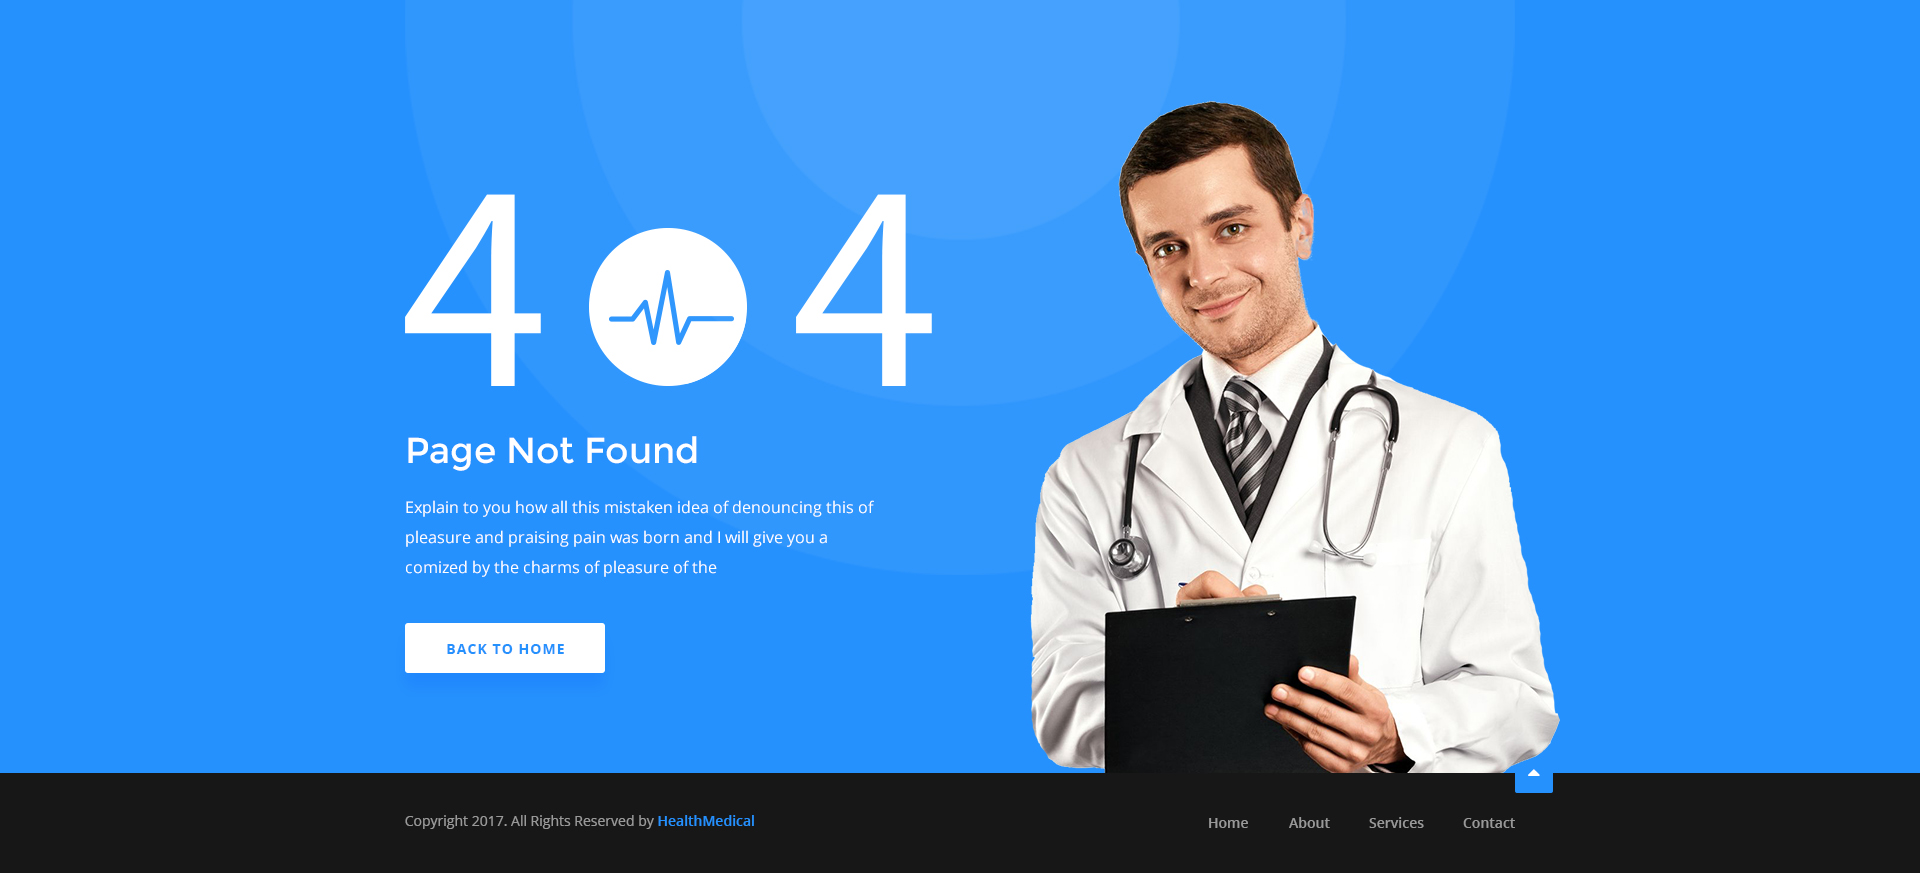 4 4
Page Not Found
Explain to you how all this mistaken idea of denouncing this of
pleasure and praising pain was born and I will give you a
comized by the charms of pleasure of the
BACK TO HOME
Copyright 2017. All Rights Reserved by HealthMedical
Home About Services Contact